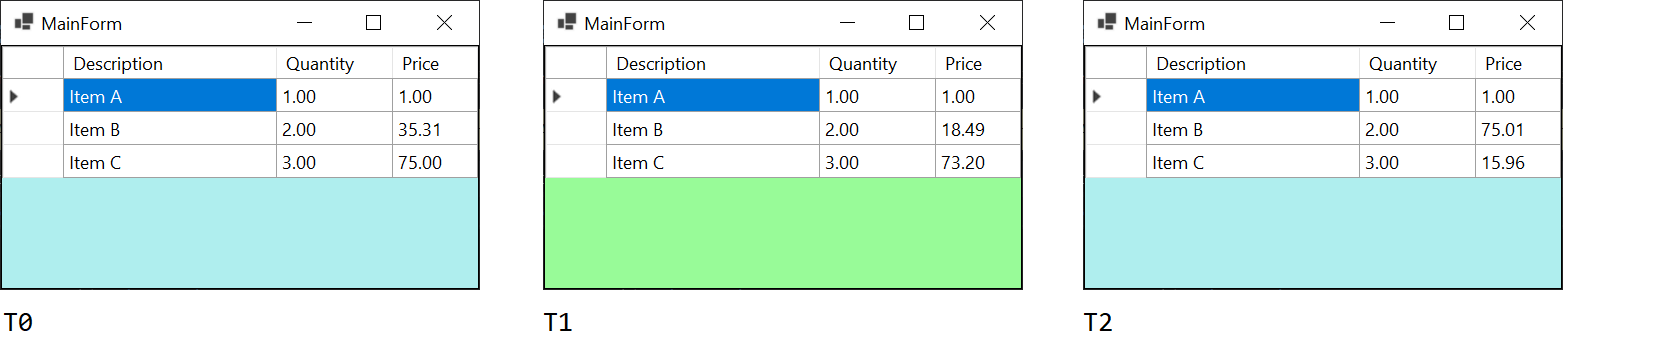 MainForm
Description Quantity Price
Item A 1.00 1.00
Item B 2.00 35.31
Item C 3.00 75.00
T0
MainForm
Description Quantity Price
Item A 1.00 1.00
Item B 2.00 18.49
Item C 3.00 73.20
T1
MainForm
Description Quantity Price
Item A 1.00 1.00
Item B 2.00 75.01
Item C 3.00 15.96
T2